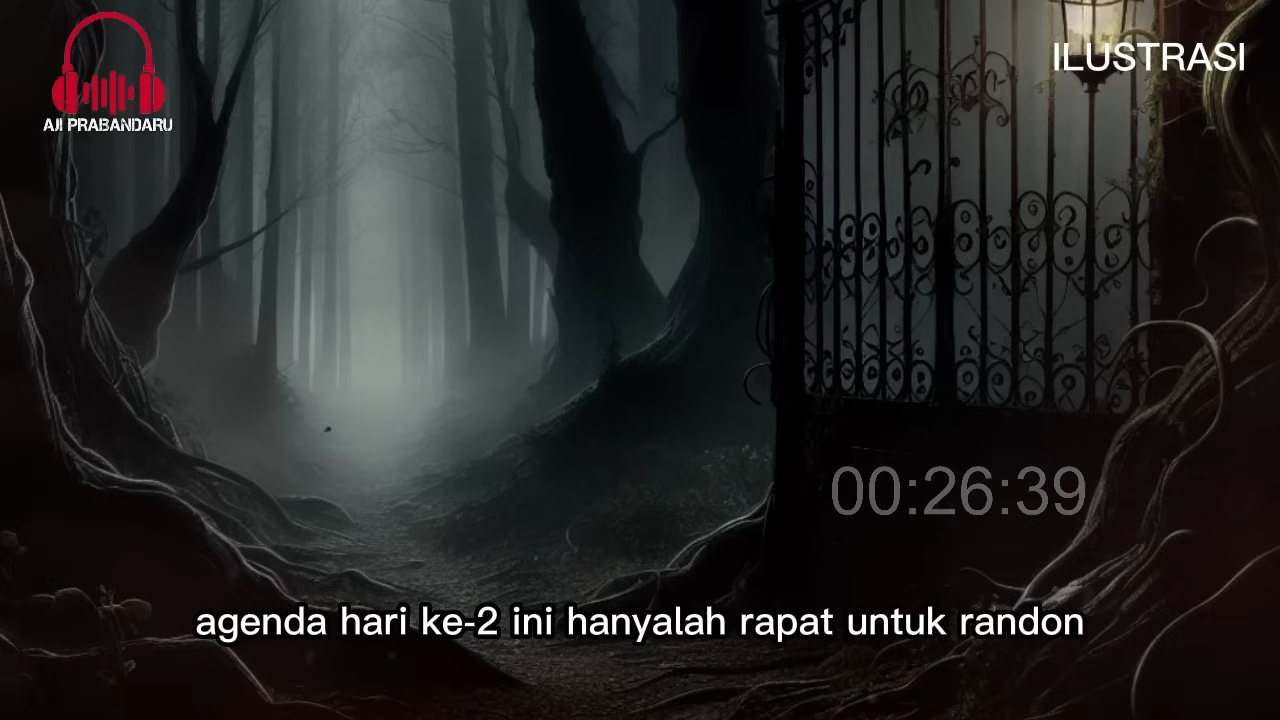 AJI PRABANDARU
ILUSTRASI
00:26:39
agenda hari ke-2 ini hanyalah rapat untuk randon